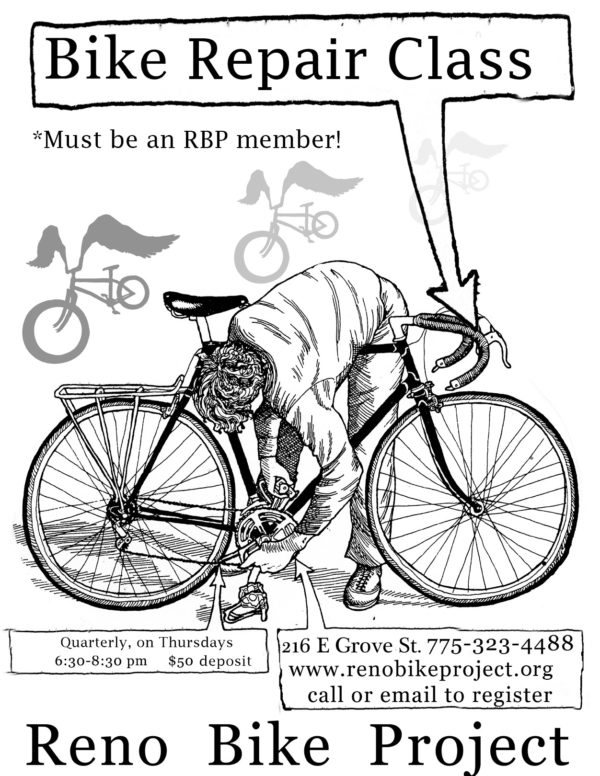 Bike Repair Class
*Must be an RBP member!
Quarterly, on Thursdays
6:30-8:30 pm $50 deposit
216 E Grove St. 775-323-4488
www.renobikeproject.org
call or email to register
Reno Bike Project